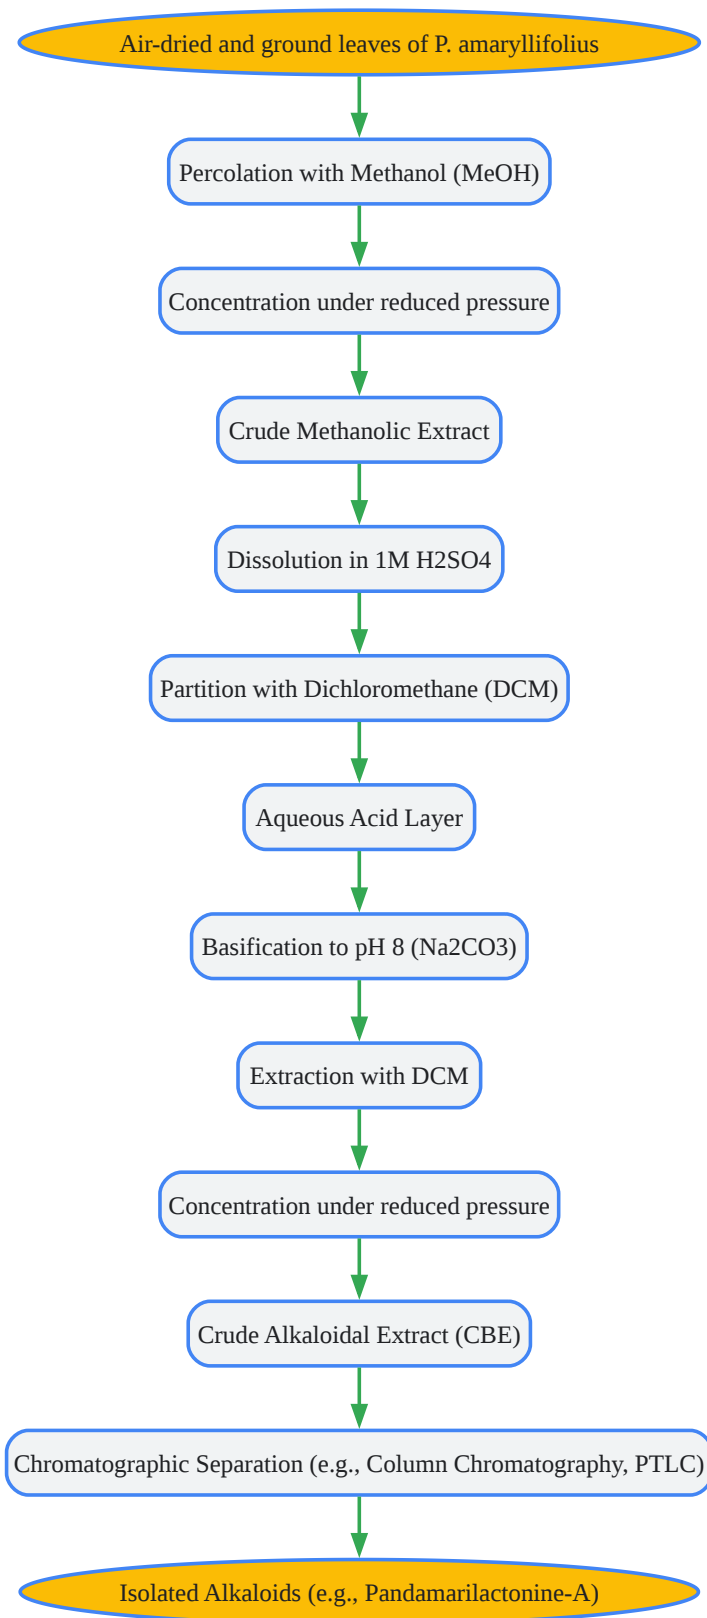 Air-dried and ground leaves of P. amaryllifolius
Percolation with Methanol (MeOH)
Concentration under reduced pressure
Crude Methanolic Extract
Dissolution in 1M H2SO4
Partition with Dichloromethane (DCM)
Aqueous Acid Layer
Basification to pH 8 (Na2CO3)
Extraction with DCM
Concentration under reduced pressure
Crude Alkaloidal Extract (CBE)
Chromatographic Separation (e.g., Column Chromatography, PTLC)
Isolated Alkaloids (e.g., Pandamarilactonine-A)